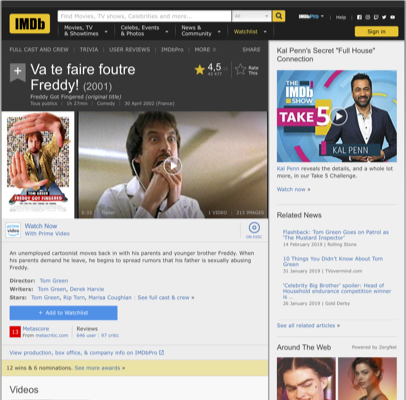 IMDb
Find Movies, TV shows, Celebrities and more...
All
Movies, TV & Showtimes
Celebs, Events & Photos
News & Community
Watchlist
IMDbPro
Help
Sign in
FULL CAST AND CREW | TRIVIA | USER REVIEWS | IMDbPro | MORE
SHARE
Va te faire foutre
Freddy! (2001)
Freddy Got Fingered (original title)
Tous publics | 1h 27min | Comedy | 30 April 2002 (France)
4,5
Rate
This
TOM GREEN
FREDDY GOT FINGERED
1 VIDEO | 215 IMAGES
prime video
Watch Now
With Prime Video
ON DISC
An unemployed cartoonist moves back in with his parents and younger brother Freddy. When
his parents demand he leave, he begins to spread rumors that his father is sexually abusing
Freddy.
Director: Tom Green
Writers: Tom Green, Derek Harvie
Stars: Tom Green, Rip Torn, Marisa Coughlan | See full cast & crew »
+ Add to Watchlist
13
Metascore
From metacritic.com
Reviews
646 user | 97 critic
View production, box office, & company info on IMDbPro
12 wins & 6 nominations. See more awards »
Videos
Kal Penn's Secret "Full House"
Connection
THE
IMDb
SHOW
TAKE 5
KAL PENN
Kal Penn reveals the details, and a whole
lot more, in our Take 5 Challenge.
Watch now »
Related News
Flashback: Tom Green Goes on Patrol as
'The Mustard Inspector'
14 February 2019 | Rolling Stone
10 Things You Didn't Know About Tom
Green
31 January 2019 | TVovermind.com
'Celebrity Big Brother' spoiler: Head of
Household endurance competition winner
is ...
26 January 2019 | Gold Derby
See all related articles »
Around The Web
Powered by ZergNet